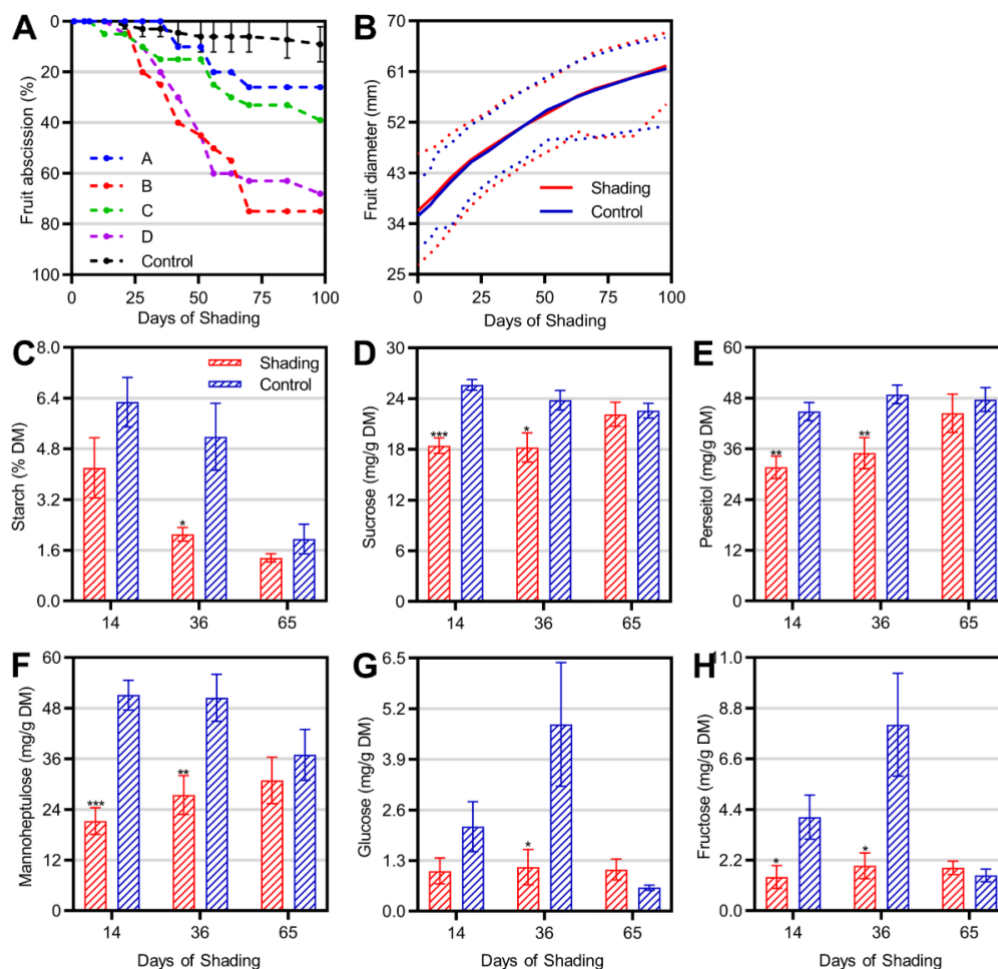 A
Fruit abscission (%)
0
20
40
60
80
100
A
B
C
D
Control
0
25
50
75
100
Days of Shading
B
Fruit diameter (mm)
70
61
52
43
34
25
Shading
Control
0
25
50
75
100
Days of Shading
C
Starch (% DM)
8.0
6.4
4.8
3.2
1.6
0.0
Shading
Control
*
14
36
65
D
Sucrose (mg/g DM)
30
24
18
12
6
0
***
*
14
36
65
E
Perseitol (mg/g DM)
60
48
36
24
12
0
**
**
14
36
65
F
Mannoheptulose (mg/g DM)
60
48
36
24
12
0
***
**
14
36
65
Days of Shading
G
Glucose (mg/g DM)
6.5
5.2
3.9
2.6
1.3
0.0
*
14
36
65
Days of Shading
H
Fructose (mg/g DM)
11.0
8.8
6.6
4.4
2.2
0.0
*
*
14
36
65
Days of Shading